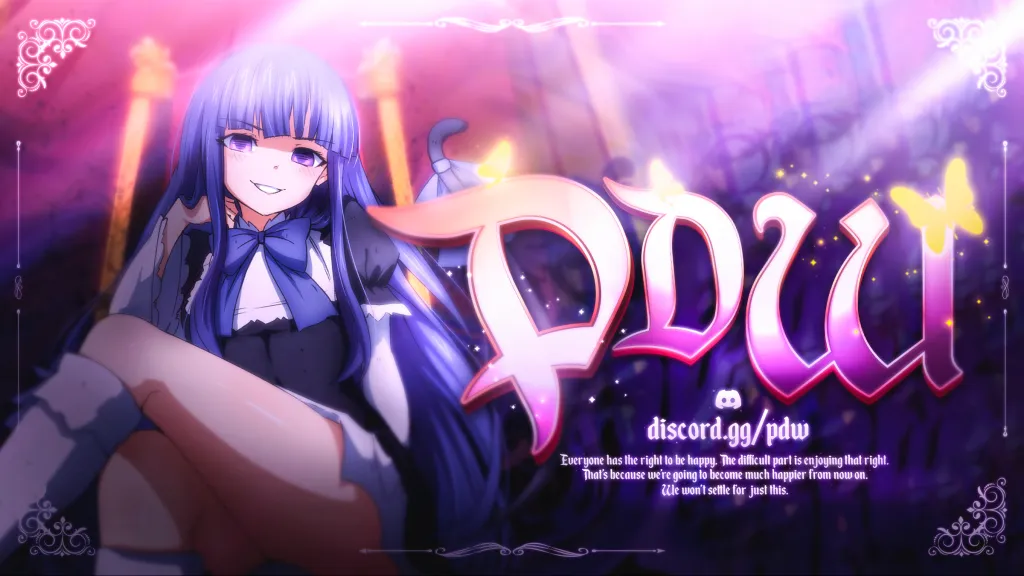 PDW
discord.gg/pdw
Everyone has the right to be happy. The difficult part is enjoying that right.
That's because we're going to become much happier from now on.
We won't settle for just this.